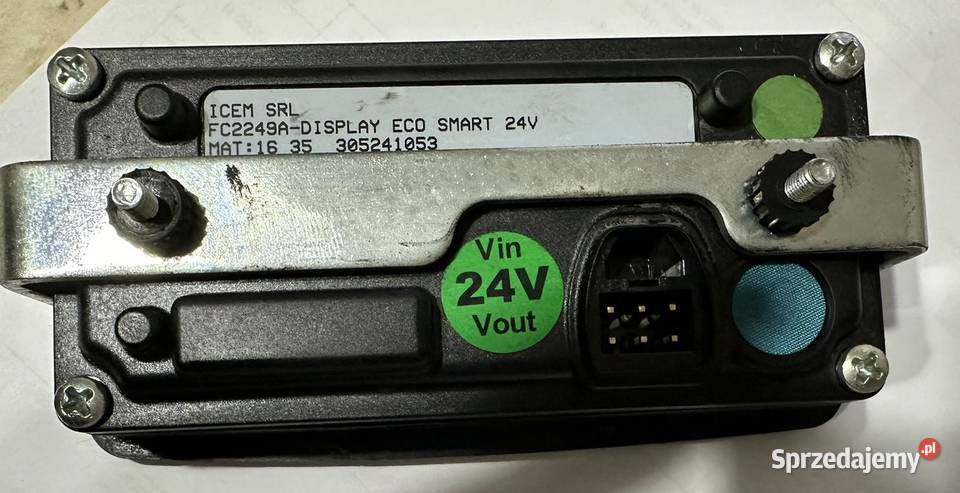 ICEM SRL
FC2249A-DISPLAY ECO SMART 24V
MAT:16 35 305241053
Vin
24V
Vout
Sprzedajemy.pl